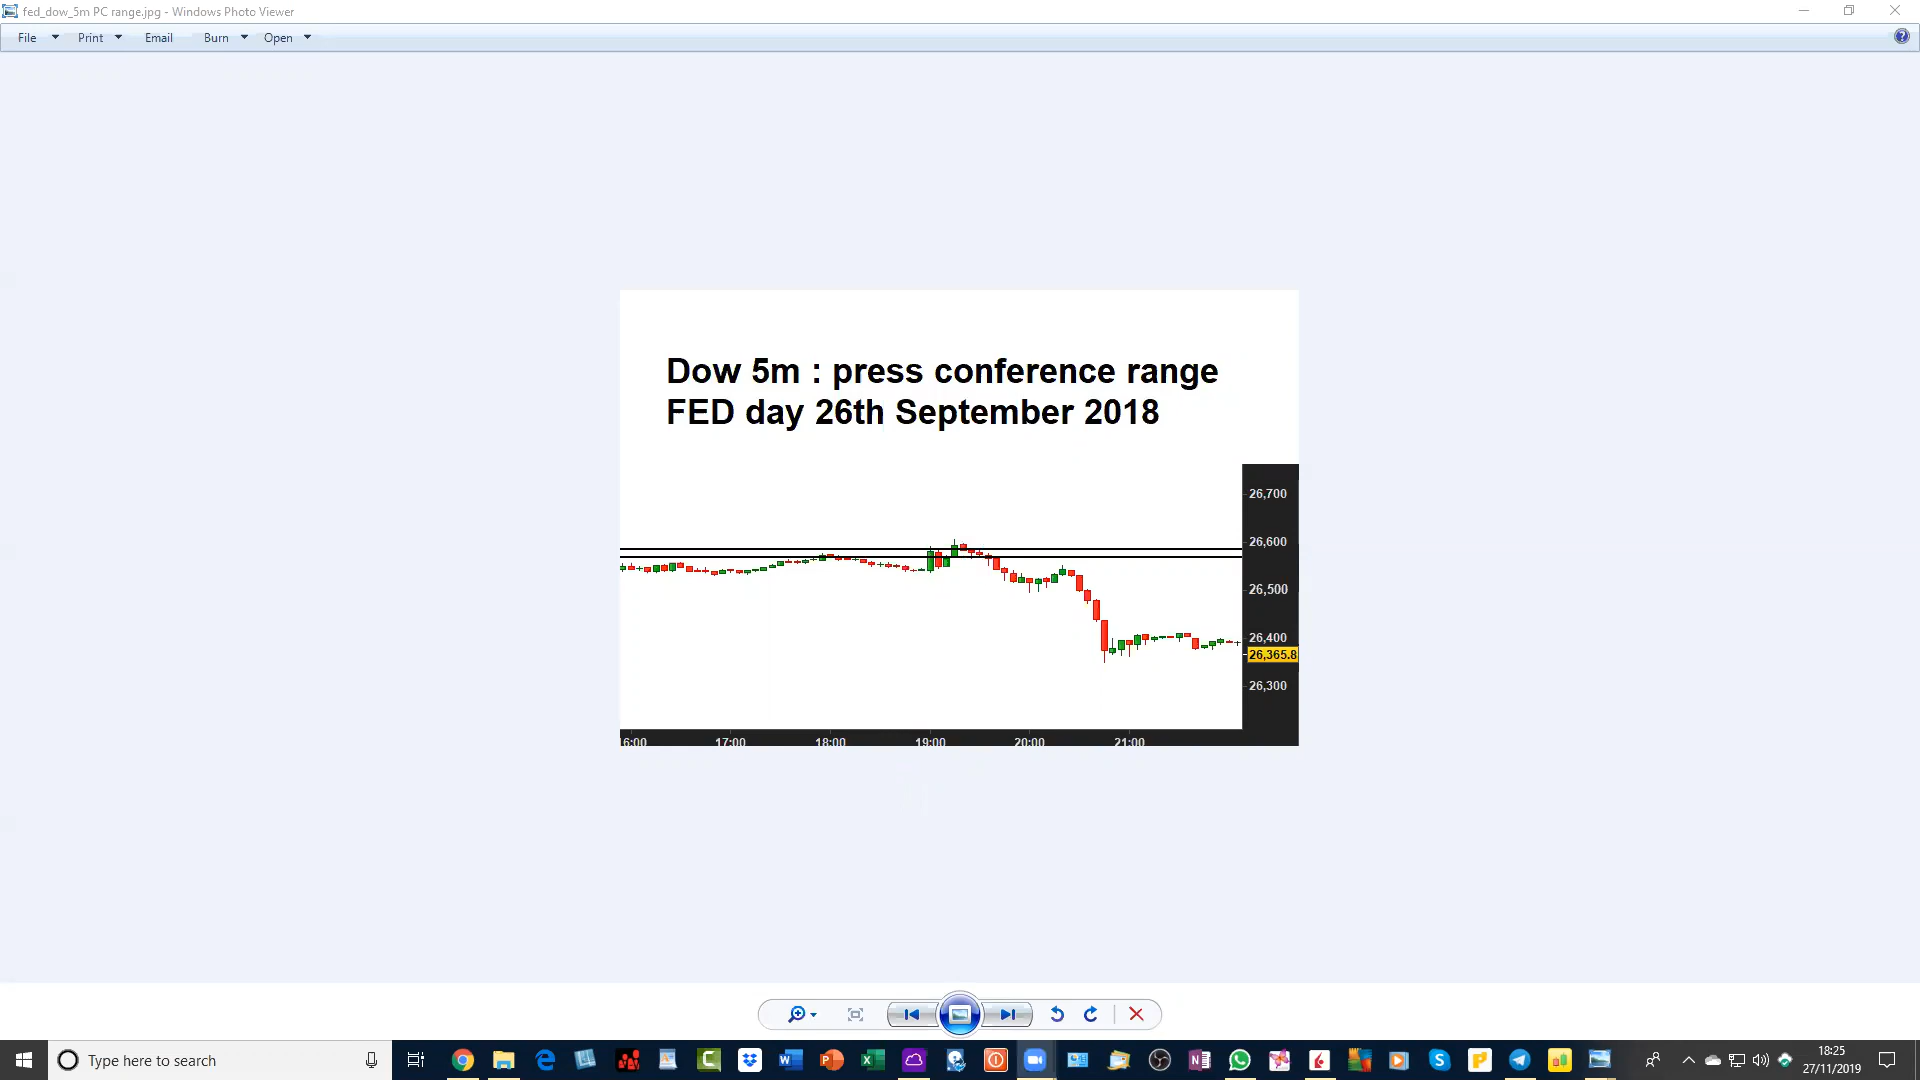 fed_dow_5m PC range.jpg - Windows Photo Viewer
File Print Email Burn Open
Dow 5m : press conference range
FED day 26th September 2018
26,700
26,600
26,500
26,400
26,365.8
26,300
16:00 17:00 18:00 19:00 20:00 21:00
Type here to search
18:25
27/11/2019